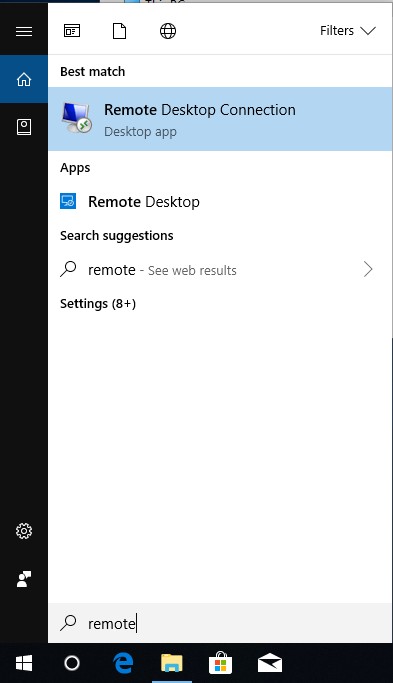 Filters
Best match
Remote Desktop Connection
Desktop app
Apps
Remote Desktop
Search suggestions
remote - See web results
Settings (8+)
remote